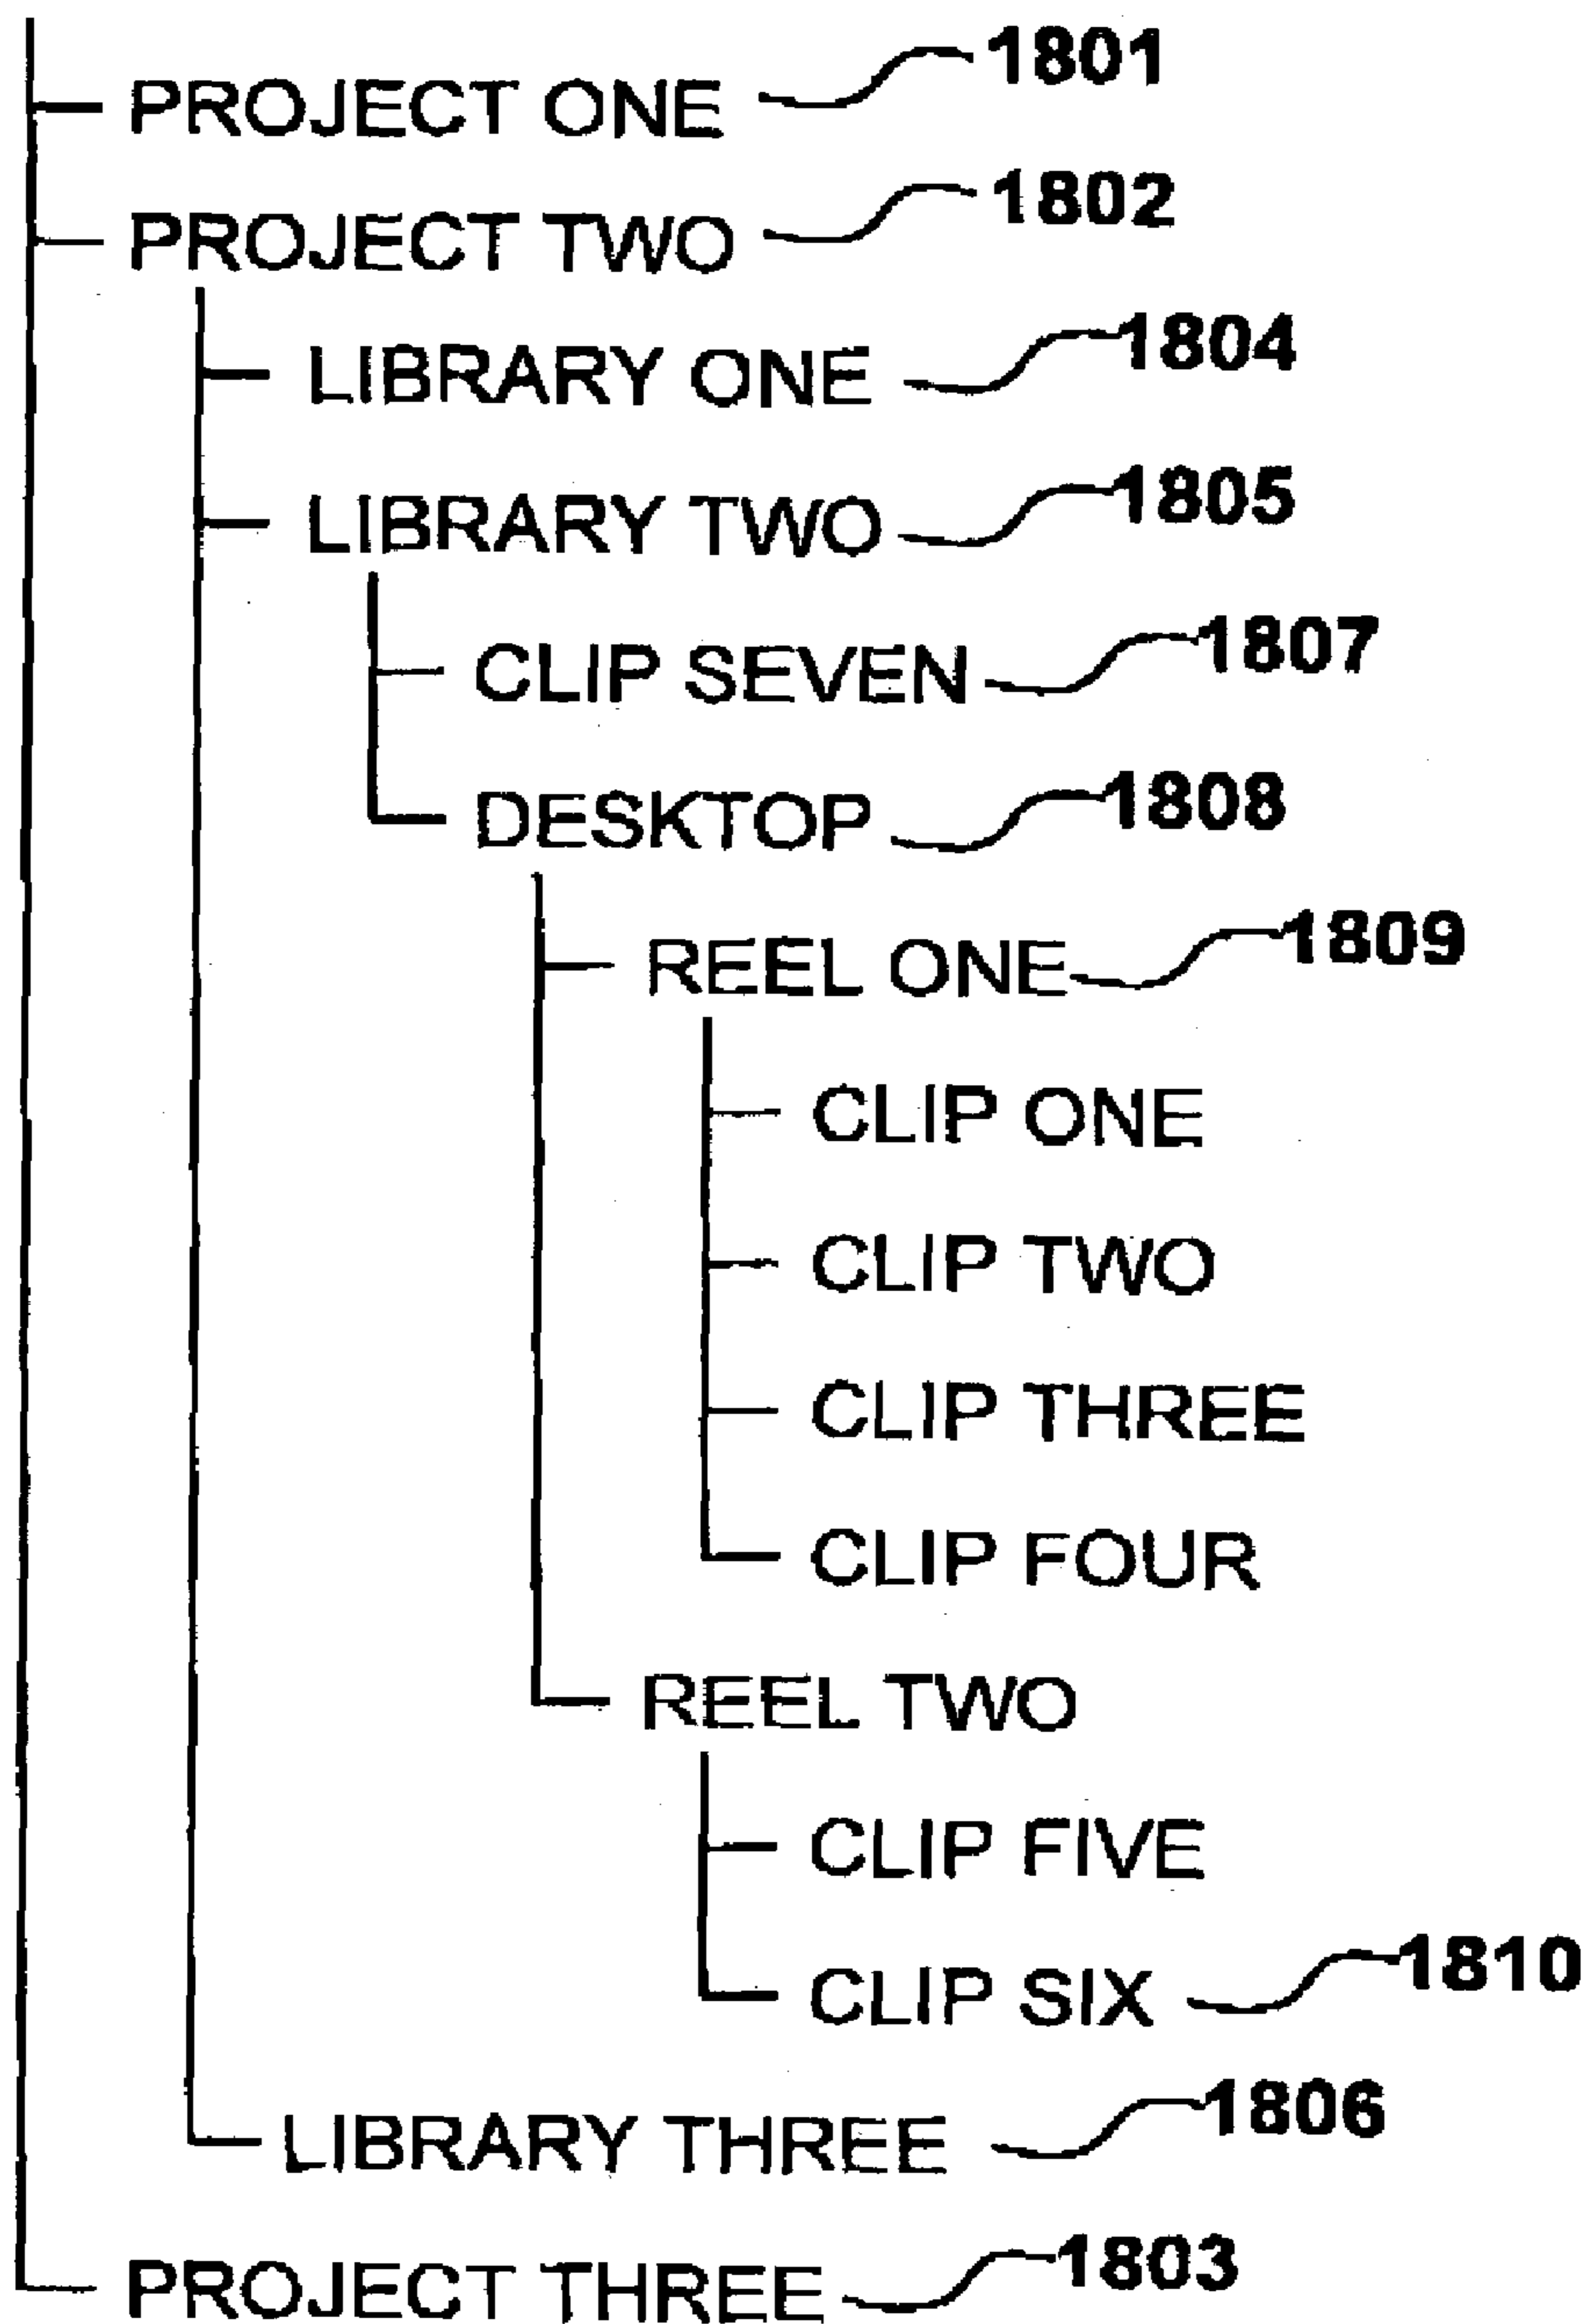 PROJECT ONE 1801
PROJECT TWO 1802
LIBRARY ONE 1804
LIBRARY TWO 1805
CLIP SEVEN 1807
DESKTOP 1808
REEL ONE 1809
CLIP ONE
CLIP TWO
CLIP THREE
CLIP FOUR
REEL TWO
CLIP FIVE
CLIP SIX 1810
LIBRARY THREE 1806
PROJECT THREE 1803